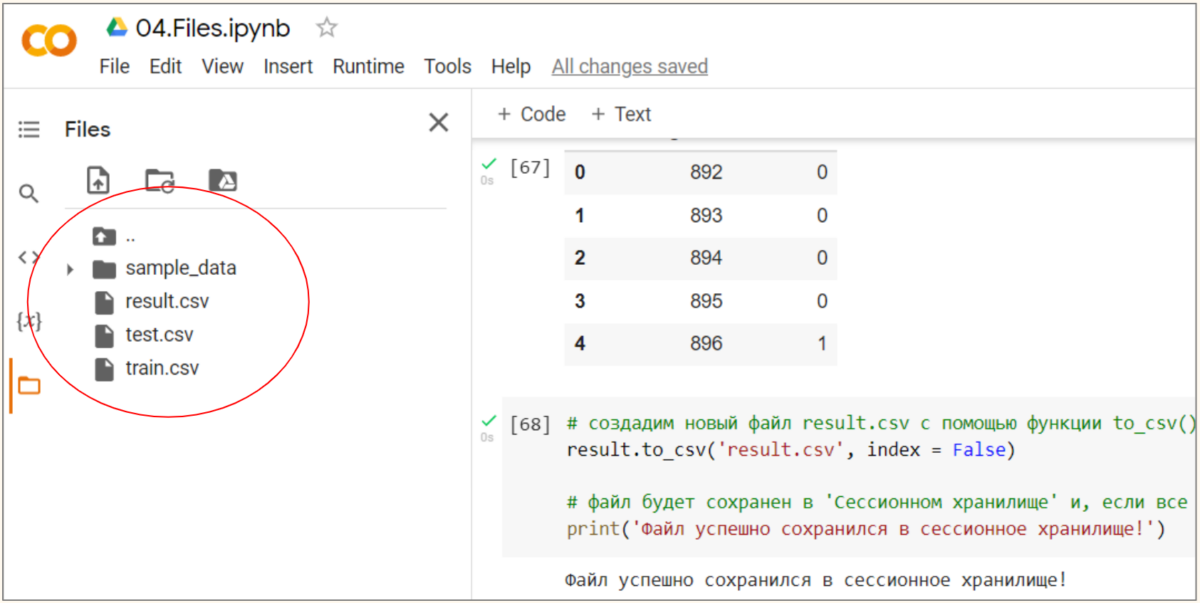 04.Files.ipynb
File Edit View Insert Runtime Tools Help All changes saved
Files
..
sample_data
result.csv
test.csv
train.csv
{x}
+ Code + Text
[67]
0s
0 892 0
1 893 0
2 894 0
3 895 0
4 896 1
[68]
0s
# создадим новый файл result.csv с помощью функции to_csv()
result.to_csv('result.csv', index = False)
# файл будет сохранен в 'Сессионном хранилище' и, если все
print('Файл успешно сохранился в сессионное хранилище!')
Файл успешно сохранился в сессионное хранилище!